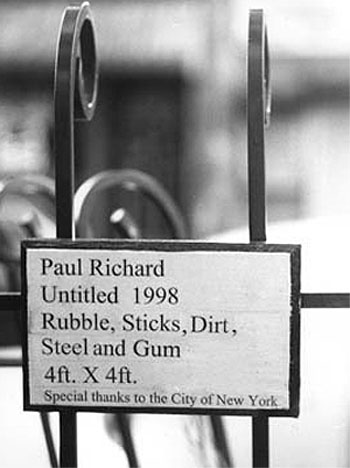 Paul Richard
Untitled 1998
Rubble, Sticks, Dirt,
Steel and Gum
4ft. X 4ft.
Special thanks to the City of New York